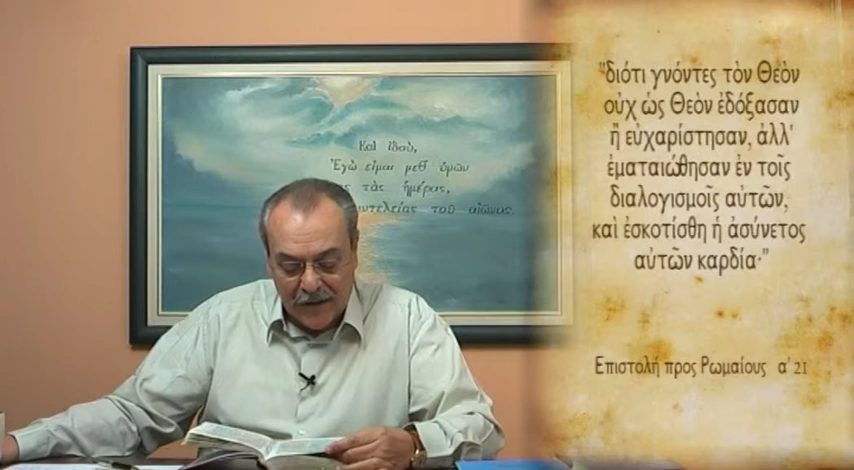 Καὶ ἰδού,
Ἐγὼ εἶμαι μεθ' ὑμῶν
τὰς ἡμέρας,
τοῦ αἰῶνος.
"διότι γνόντες τὸν Θεὸν
οὐχ ὡς Θεὸν ἐδόξασαν
ἢ εὐχαρίστησαν, ἀλλ'
ἐματαιώθησαν ἐν τοῖς
διαλογισμοῖς αὐτῶν,
καὶ ἐσκοτίσθη ἡ ἀσύνετος
αὐτῶν καρδία·"
Επιστολή προς Ρωμαίους α' 21